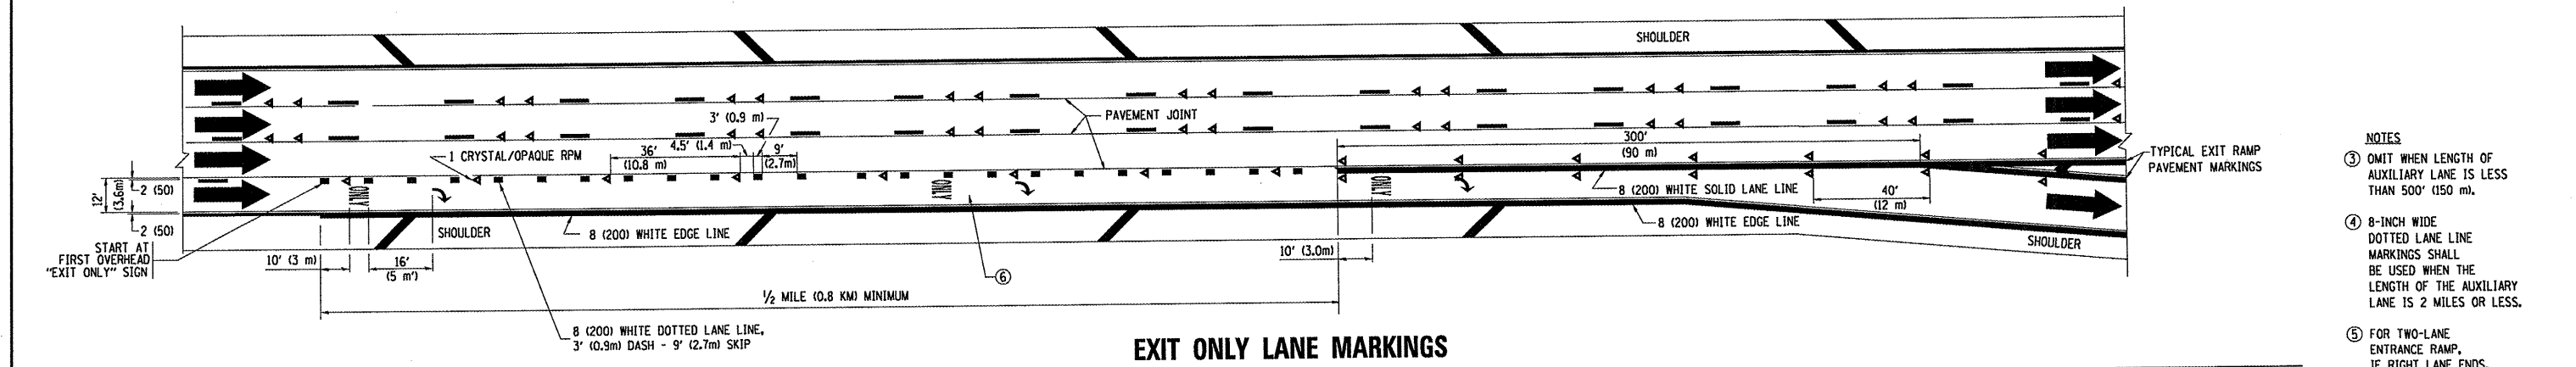 SHOULDER
3' (0.9 m)
PAVEMENT JOINT
4.5' (1.4 m)
9'
(2.7m)
36'
(10.8 m)
1 CRYSTAL/OPAQUE RPM
300'
(90 m)
TYPICAL EXIT RAMP
PAVEMENT MARKINGS
12'
(3.6m)
2 (50)
2 (50)
ONLY
ONLY
ONLY
8 (200) WHITE SOLID LANE LINE
40'
(12 m)
START AT
FIRST OVERHEAD
"EXIT ONLY" SIGN
SHOULDER
8 (200) WHITE EDGE LINE
8 (200) WHITE EDGE LINE
SHOULDER
10' (3 m)
16'
(5 m')
10' (3.0m)
⑥
½ MILE (0.8 KM) MINIMUM
8 (200) WHITE DOTTED LANE LINE,
3' (0.9m) DASH - 9' (2.7m) SKIP
EXIT ONLY LANE MARKINGS
NOTES
③ OMIT WHEN LENGTH OF
AUXILIARY LANE IS LESS
THAN 500' (150 m).
④ 8-INCH WIDE
DOTTED LANE LINE
MARKINGS SHALL
BE USED WHEN THE
LENGTH OF THE AUXILIARY
LANE IS 2 MILES OR LESS.
⑤ FOR TWO-LANE
ENTRANCE RAMP,
IF RIGHT LANE ENDS,